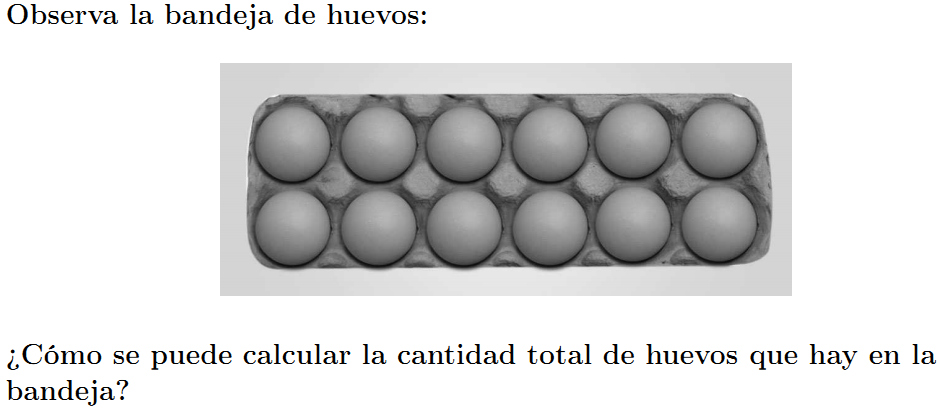 Observa la bandeja de huevos:
¿Cómo se puede calcular la cantidad total de huevos que hay en la
bandeja?